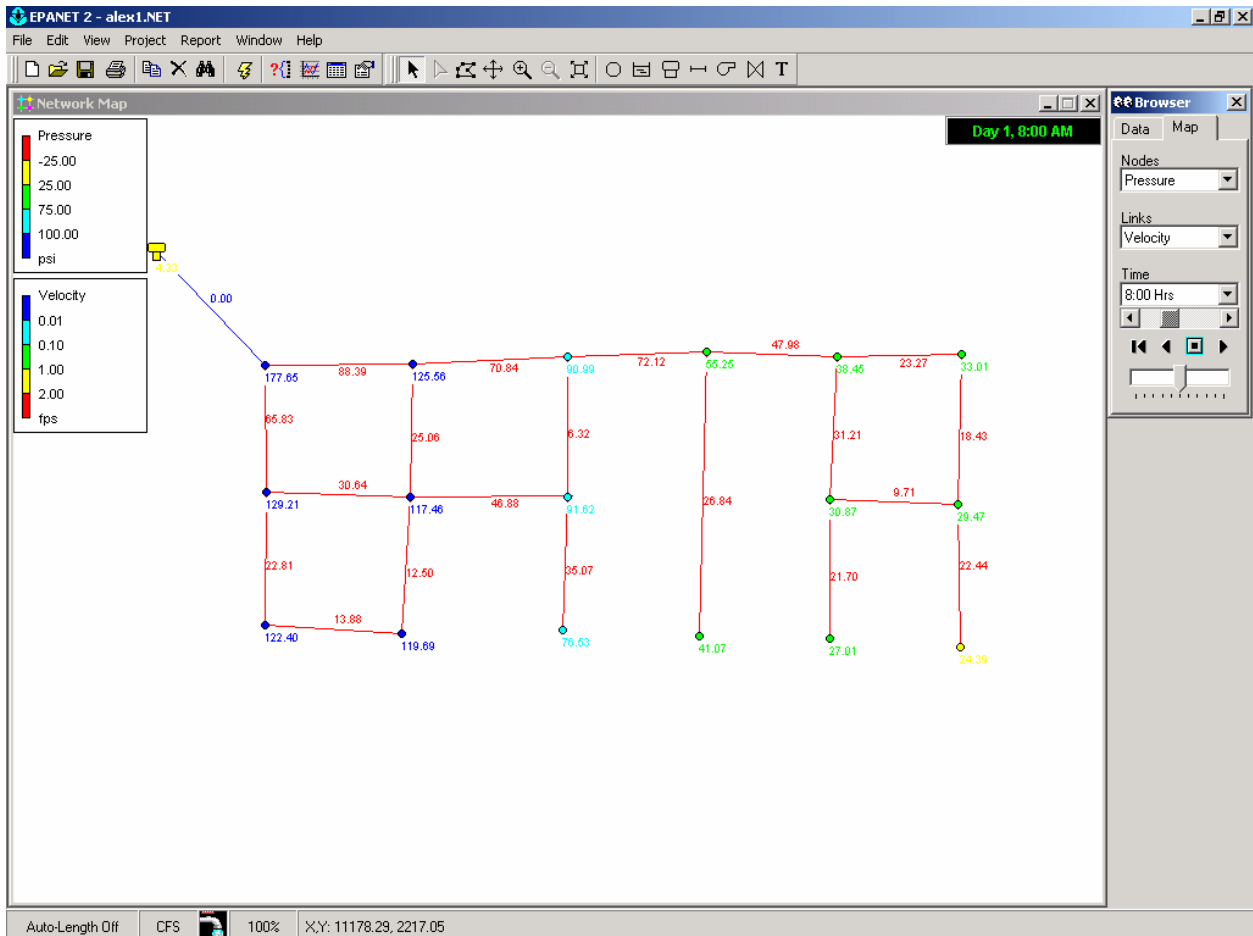 EPANET 2 - alex1.NET
File Edit View Project Report Window Help
T
Network Map
Browser
Data Map
Nodes
Pressure
Links
Velocity
Time
8:00 Hrs
Pressure
-25.00
25.00
75.00
100.00
psi
Velocity
0.01
0.10
1.00
2.00
fps
Day 1, 8:00 AM
4.33
0.00
88.39
70.84
72.12
47.98
23.27
177.65
125.56
90.99
55.25
38.45
33.01
65.83
25.06
6.32
31.21
18.43
30.64
46.88
26.84
9.71
129.21
117.46
91.62
30.87
29.47
22.81
12.50
35.07
21.70
22.44
13.88
122.40
119.69
76.53
41.07
27.01
24.39
Auto-Length Off CFS 100% X,Y: 11178.29, 2217.05